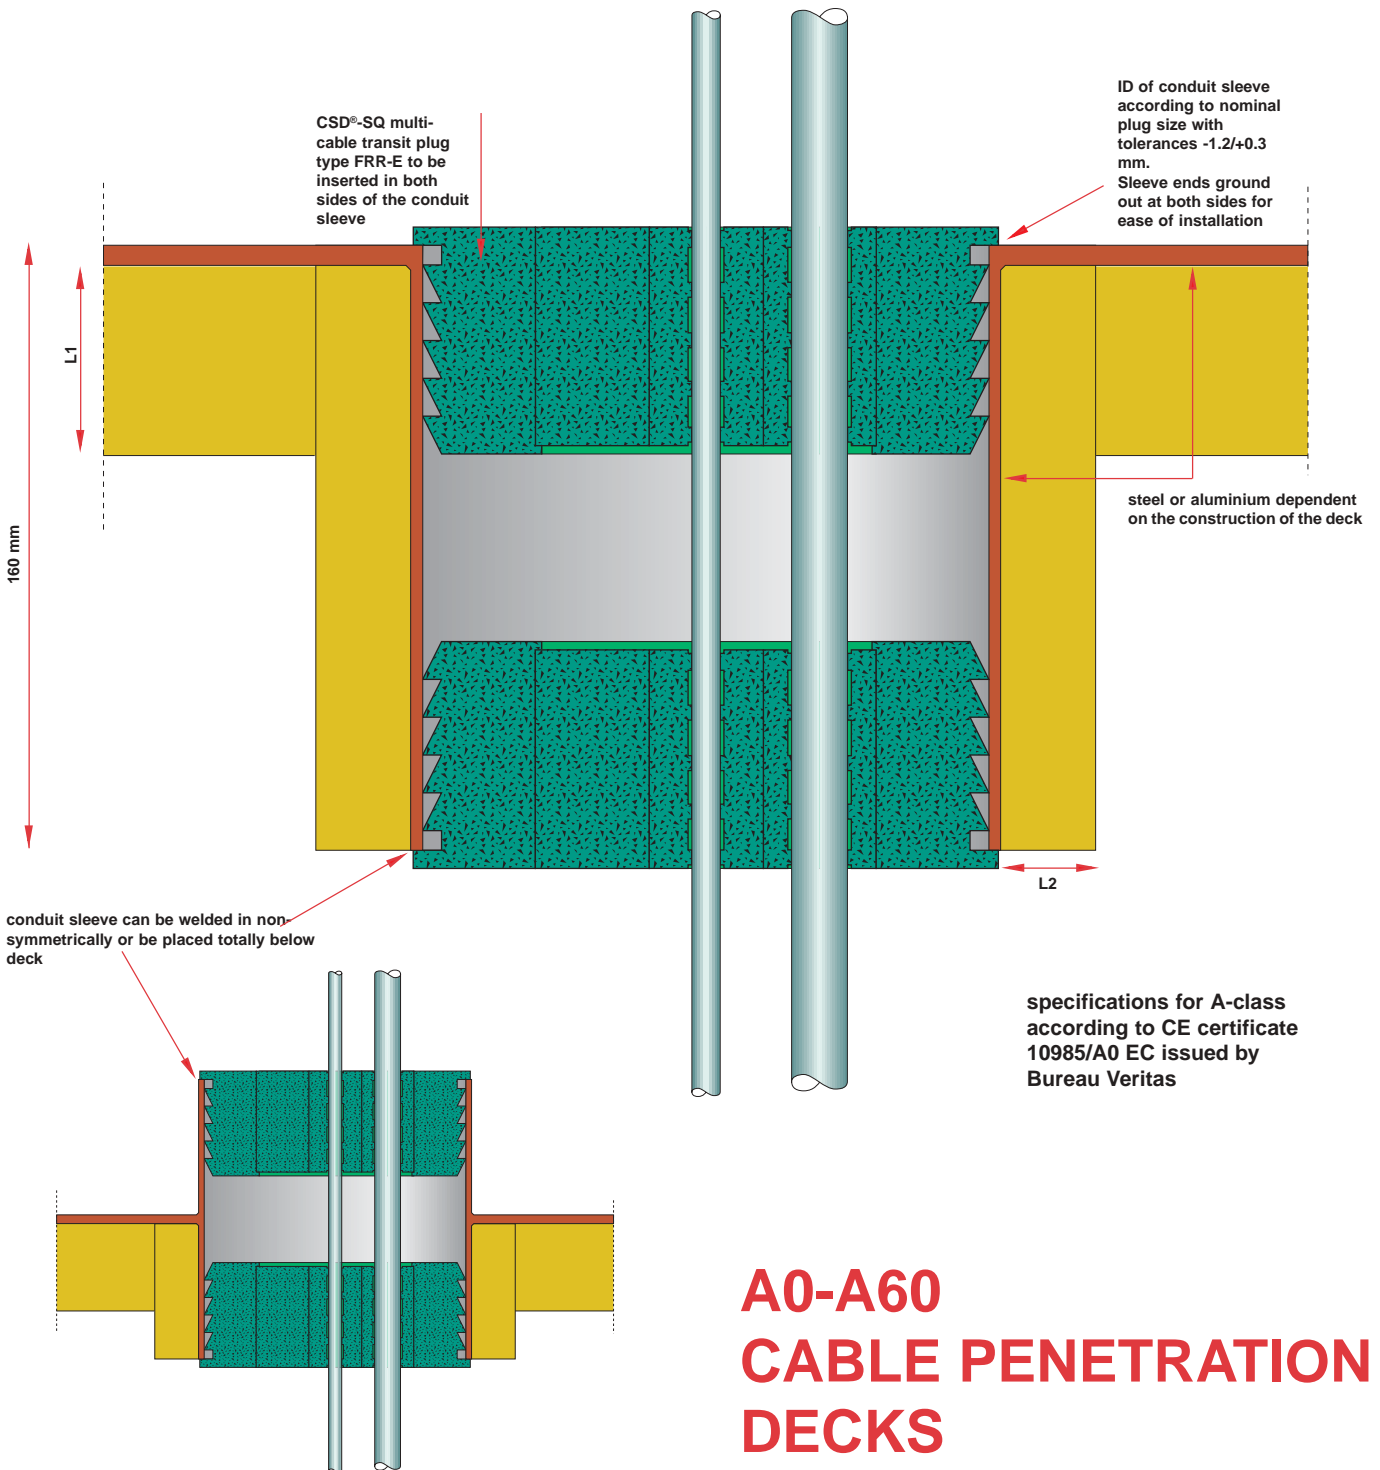 CSD®-SQ multi-
cable transit plug
type FRR-E to be
inserted in both
sides of the conduit
sleeve
ID of conduit sleeve
according to nominal
plug size with
tolerances -1.2/+0.3
mm.
Sleeve ends ground
out at both sides for
ease of installation
L1
160 mm
steel or aluminium dependent
on the construction of the deck
L2
conduit sleeve can be welded in non-
symmetrically or be placed totally below
deck
specifications for A-class
according to CE certificate
10985/A0 EC issued by
Bureau Veritas
A0-A60
CABLE PENETRATION
DECKS